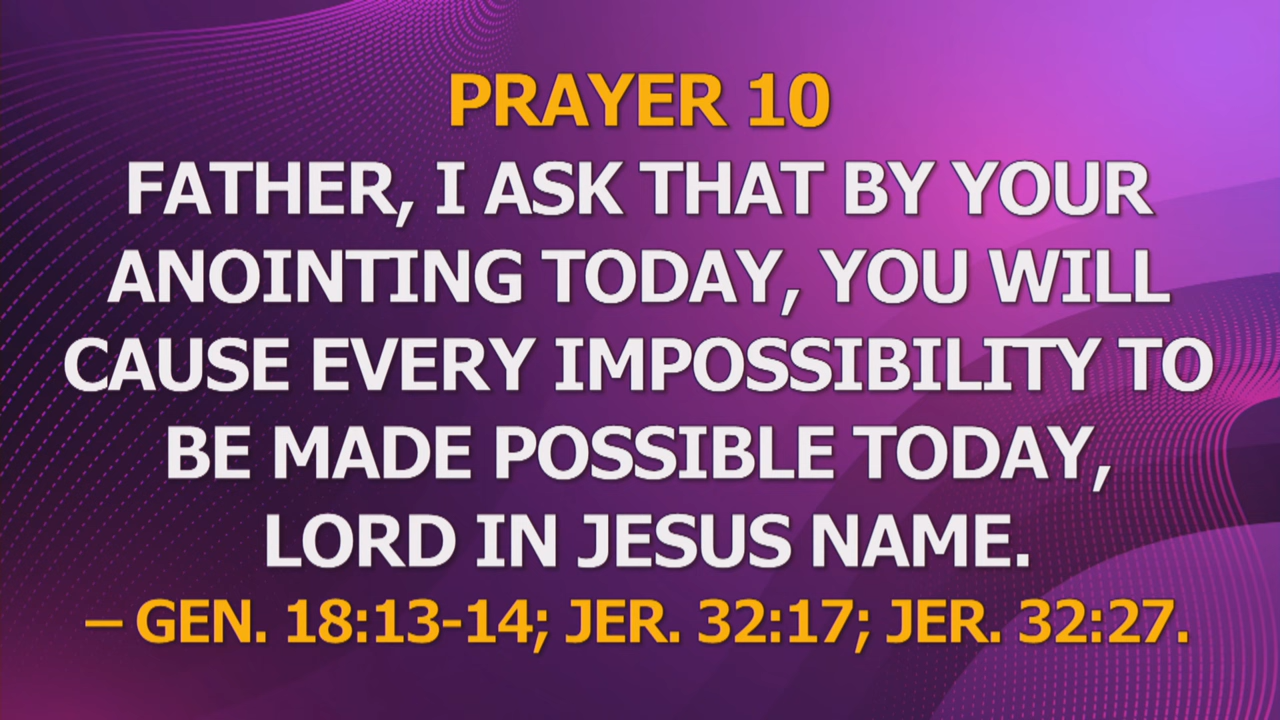 PRAYER 10
FATHER, I ASK THAT BY YOUR
ANOINTING TODAY, YOU WILL
CAUSE EVERY IMPOSSIBILITY TO
BE MADE POSSIBLE TODAY,
LORD IN JESUS NAME.
– GEN. 18:13-14; JER. 32:17; JER. 32:27.